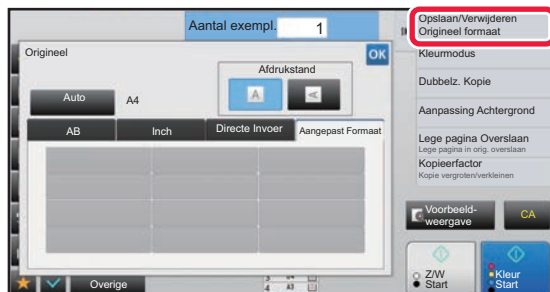 Aantal exempl. 1
Opslaan/Verwijderen
Origineel formaat
Origineel
OK
Kleurmodus
Afdrukstand
Dubbelz. Kopie
Auto
A4
A
A
Aanpassing Achtergrond
AB
Inch
Directe Invoer
Aangepast Formaat
Lege pagina Overslaan
Lege pagina in orig. overslaan
Kopieerfactor
Kopie vergroten/verkleinen
Voorbeeld-
weergave
CA
Z/W
Start
Kleur
Start
Overige
4 A3